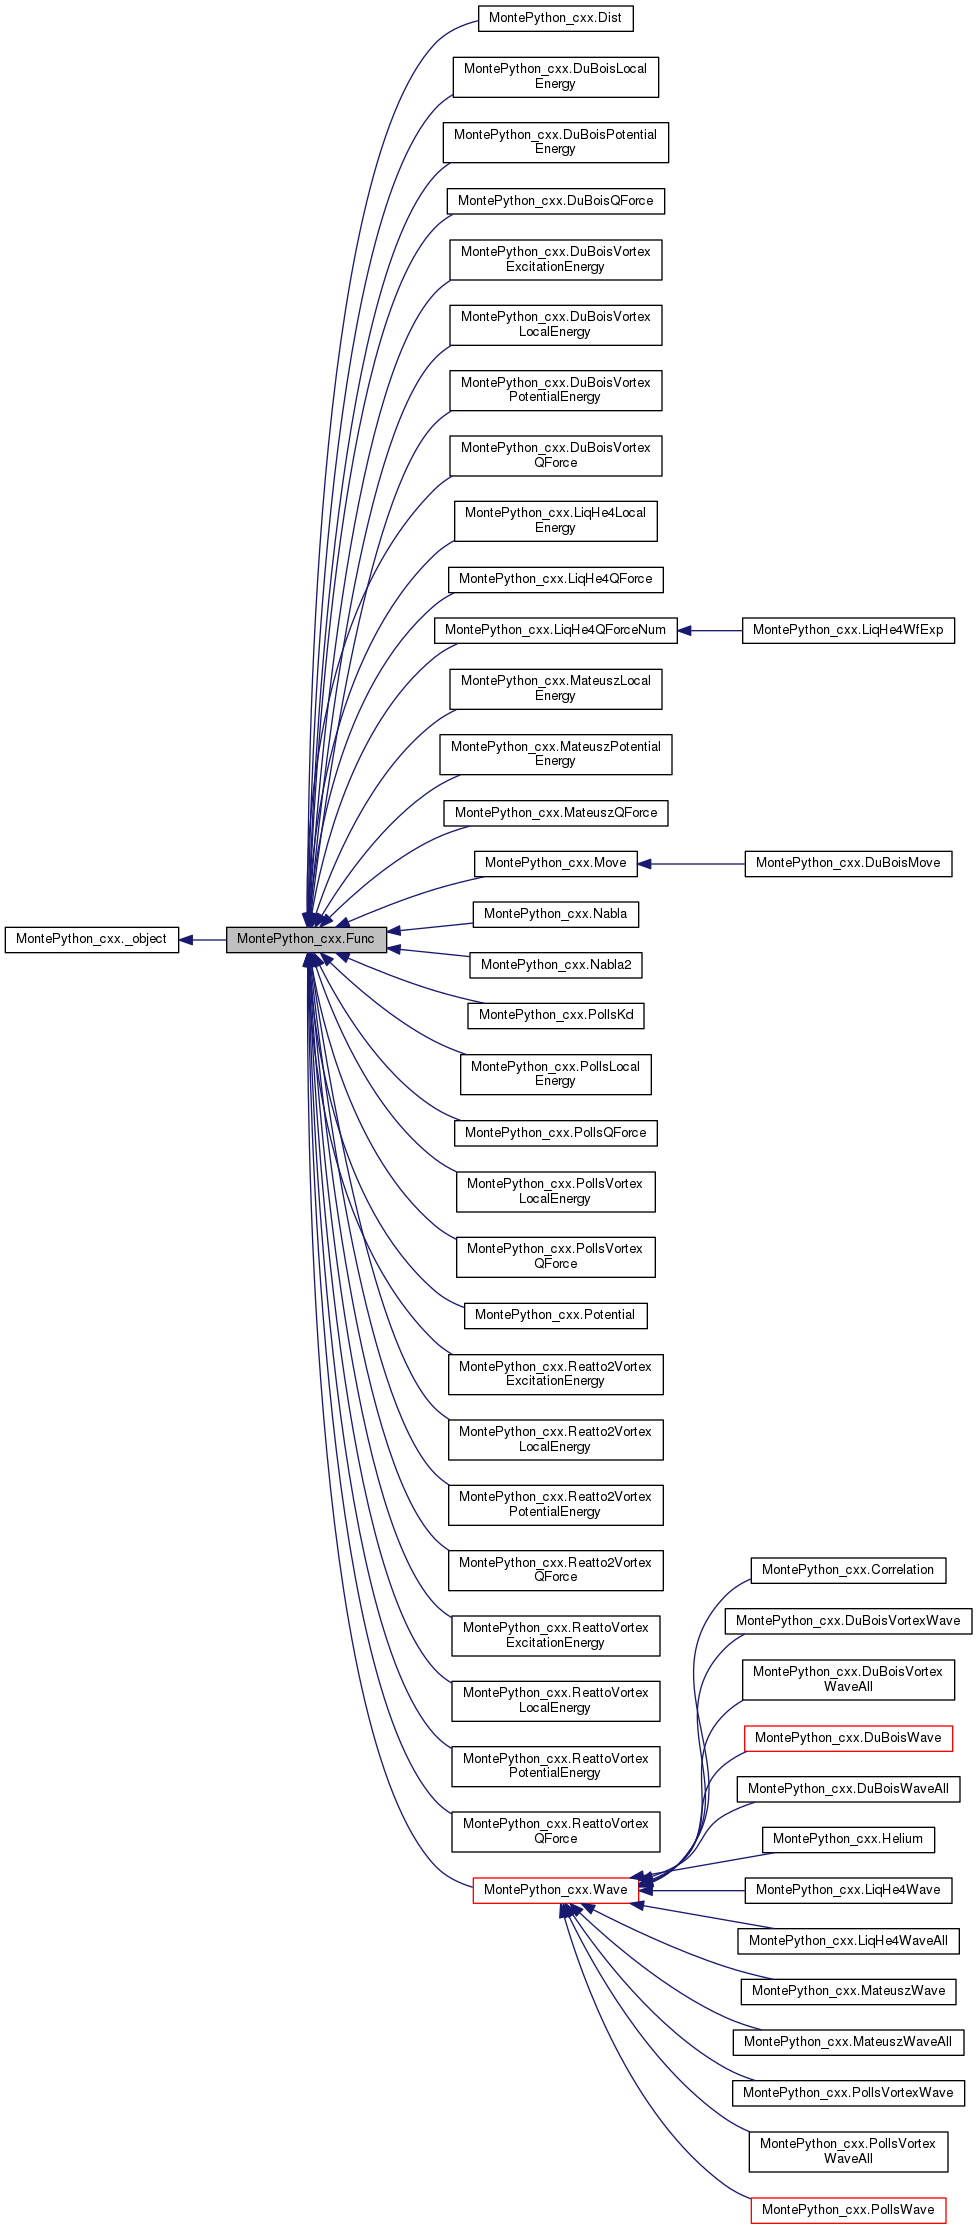 MontePython_cxx.Dist
MontePython_cxx.DuBoisLocal
Energy
MontePython_cxx.DuBoisPotential
Energy
MontePython_cxx.DuBoisQForce
MontePython_cxx.DuBoisVortex
ExcitationEnergy
MontePython_cxx.DuBoisVortex
LocalEnergy
MontePython_cxx.DuBoisVortex
PotentialEnergy
MontePython_cxx.DuBoisVortex
QForce
MontePython_cxx.LiqHe4Local
Energy
MontePython_cxx.LiqHe4QForce
MontePython_cxx.LiqHe4QForceNum
MontePython_cxx.LiqHe4WfExp
MontePython_cxx.MateuszLocal
Energy
MontePython_cxx.MateuszPotential
Energy
MontePython_cxx.MateuszQForce
MontePython_cxx.Move
MontePython_cxx.DuBoisMove
MontePython_cxx.Nabla
MontePython_cxx._object
MontePython_cxx.Func
MontePython_cxx.Nabla2
MontePython_cxx.PollsKd
MontePython_cxx.PollsLocal
Energy
MontePython_cxx.PollsQForce
MontePython_cxx.PollsVortex
LocalEnergy
MontePython_cxx.PollsVortex
QForce
MontePython_cxx.Potential
MontePython_cxx.Reatto2Vortex
ExcitationEnergy
MontePython_cxx.Reatto2Vortex
LocalEnergy
MontePython_cxx.Reatto2Vortex
PotentialEnergy
MontePython_cxx.Reatto2Vortex
QForce
MontePython_cxx.ReattoVortex
ExcitationEnergy
MontePython_cxx.ReattoVortex
LocalEnergy
MontePython_cxx.ReattoVortex
PotentialEnergy
MontePython_cxx.ReattoVortex
QForce
MontePython_cxx.Wave
MontePython_cxx.Correlation
MontePython_cxx.DuBoisVortexWave
MontePython_cxx.DuBoisVortex
WaveAll
MontePython_cxx.DuBoisWave
MontePython_cxx.DuBoisWaveAll
MontePython_cxx.Helium
MontePython_cxx.LiqHe4Wave
MontePython_cxx.LiqHe4WaveAll
MontePython_cxx.MateuszWave
MontePython_cxx.MateuszWaveAll
MontePython_cxx.PollsVortexWave
MontePython_cxx.PollsVortex
WaveAll
MontePython_cxx.PollsWave